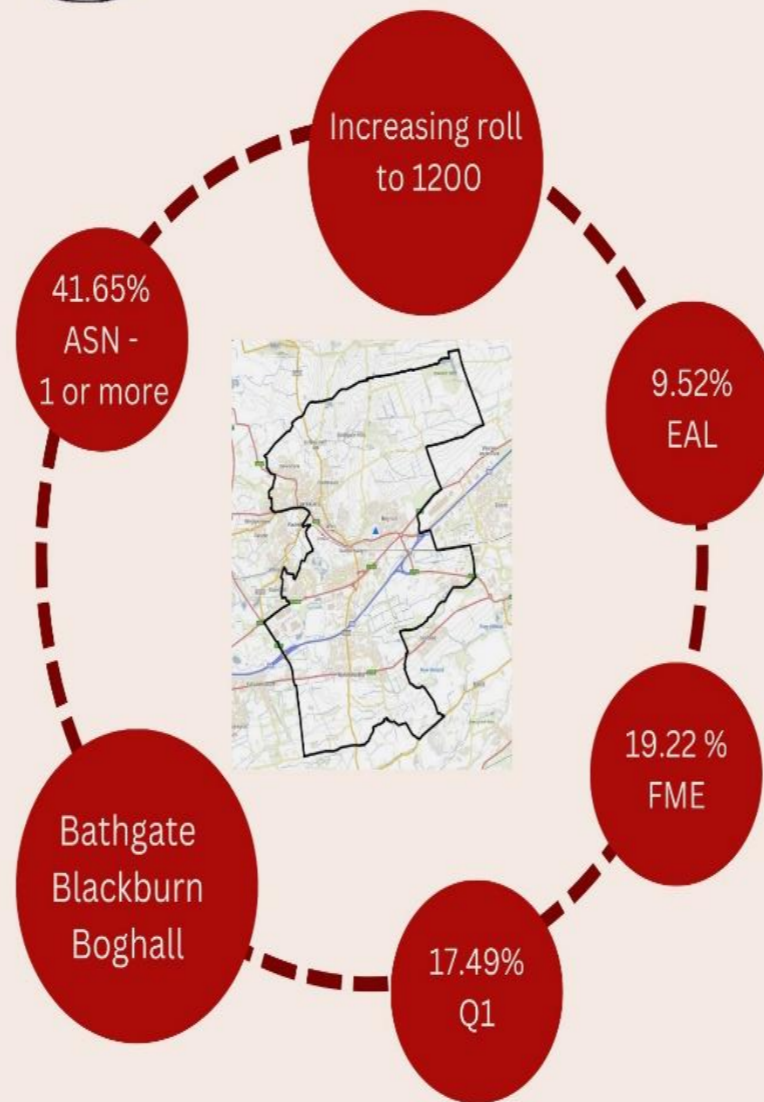 Increasing roll
to 1200
9.52%
EAL
19.22 %
FME
17.49%
Q1
Bathgate
Blackburn
Boghall
41.65%
ASN -
1 or more